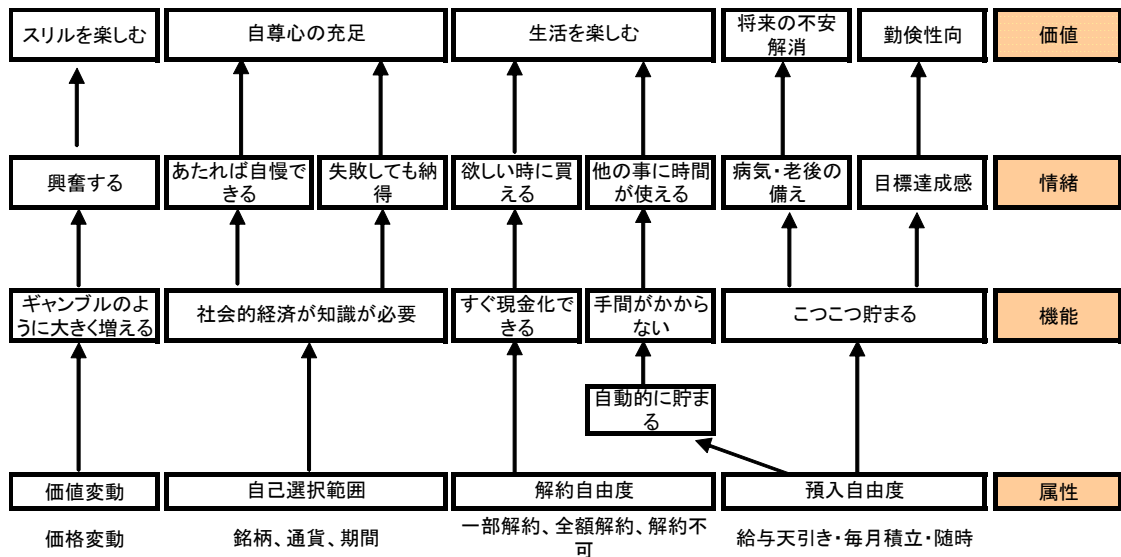 スリルを楽しむ
自尊心の充足
生活を楽しむ
将来の不安
解消
勤倹性向
価値
興奮する
あたれば自慢で
きる
失敗しても納
得
欲しい時に買
える
他の事に時間
が使える
病気・老後の
備え
目標達成感
情緒
ギャンブルのよ
うに大きく増える
社会的経済が知識が必要
すぐ現金化で
きる
手間がかから
ない
こつこつ貯まる
機能
自動的に貯ま
る
価値変動
自己選択範囲
解約自由度
預入自由度
属性
価格変動
銘柄、通貨、期間
一部解約、全額解約、解約不
可
給与天引き・毎月積立・随時